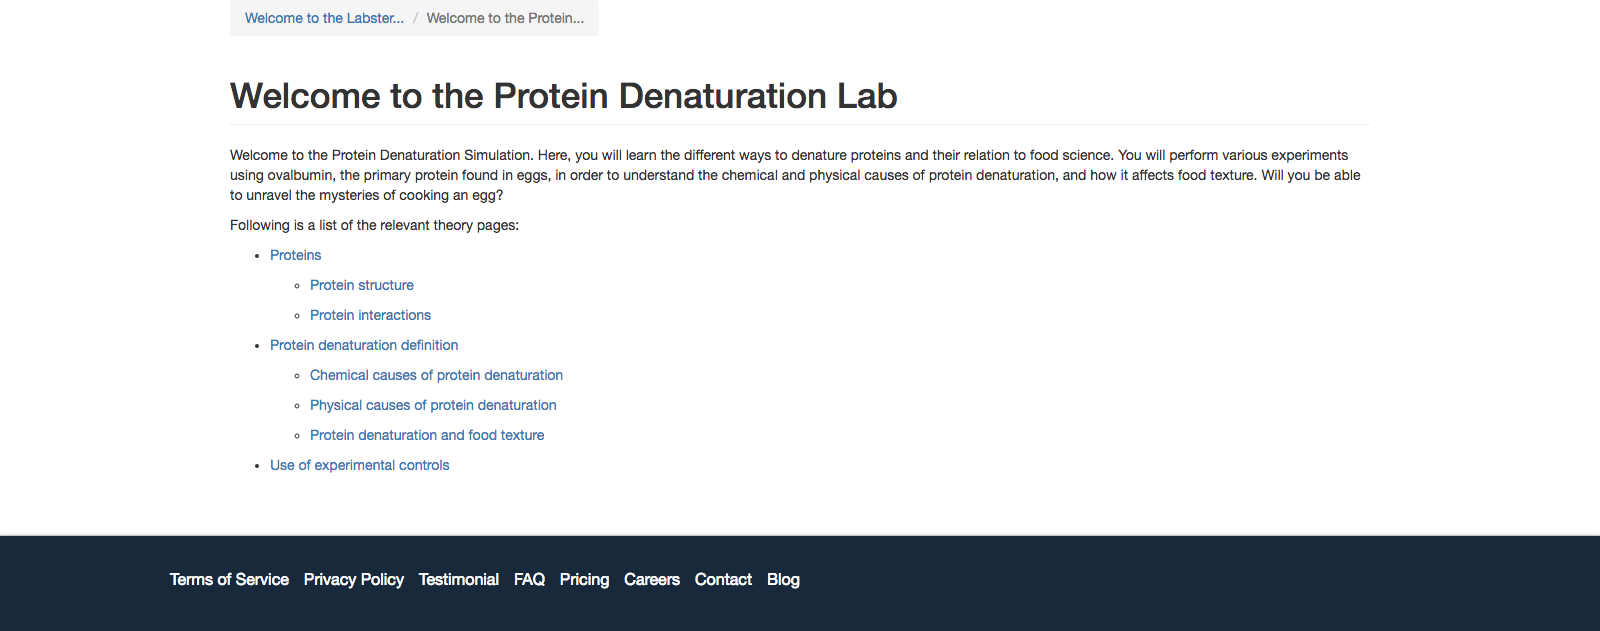 Welcome to the Labster... / Welcome to the Protein...
Welcome to the Protein Denaturation Lab
Welcome to the Protein Denaturation Simulation. Here, you will learn the different ways to denature proteins and their relation to food science. You will perform various experiments
using ovalbumin, the primary protein found in eggs, in order to understand the chemical and physical causes of protein denaturation, and how it affects food texture. Will you be able
to unravel the mysteries of cooking an egg?
Following is a list of the relevant theory pages:
Proteins
Protein structure
Protein interactions
Protein denaturation definition
Chemical causes of protein denaturation
Physical causes of protein denaturation
Protein denaturation and food texture
Use of experimental controls
Terms of Service Privacy Policy Testimonial FAQ Pricing Careers Contact Blog